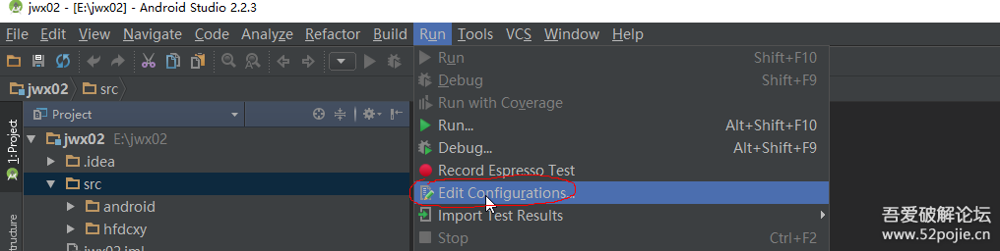 jwx02 - [E:\jwx02] - Android Studio 2.2.3
File Edit View Navigate Code Analyze Refactor Build Run Tools VCS Window Help
jwx02 src
Project
1: Project
jwx02 E:\jwx02
.idea
src
android
hfdcxy
jwx02.iml
Run Shift+F10
Debug Shift+F9
Run with Coverage
Run... Alt+Shift+F10
Debug... Alt+Shift+F9
Record Espresso Test
Edit Configurations...
Import Test Results
Stop Ctrl+F2
吾爱破解论坛
www.52pojie.cn